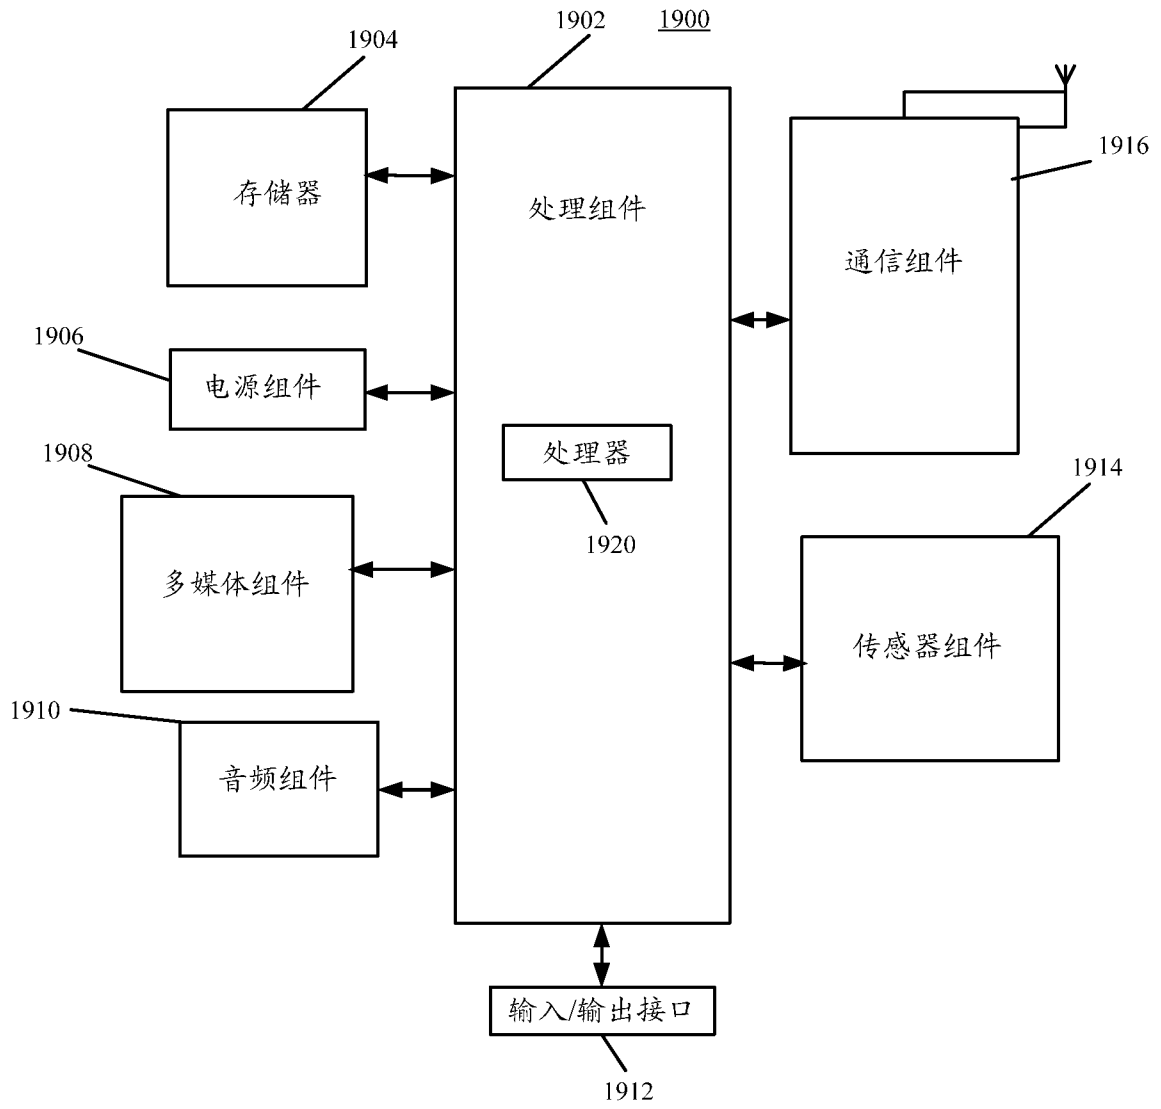 1902
1900
1904
1916
存储器
处理组件
通信组件
1906
电源组件
1908
处理器
1914
1920
多媒体组件
传感器组件
1910
音频组件
输入/输出接口
1912